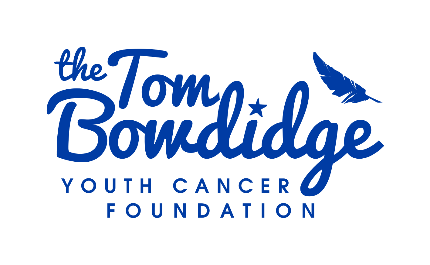 the Tom
Bowdidge
YOUTH CANCER
FOUNDATION